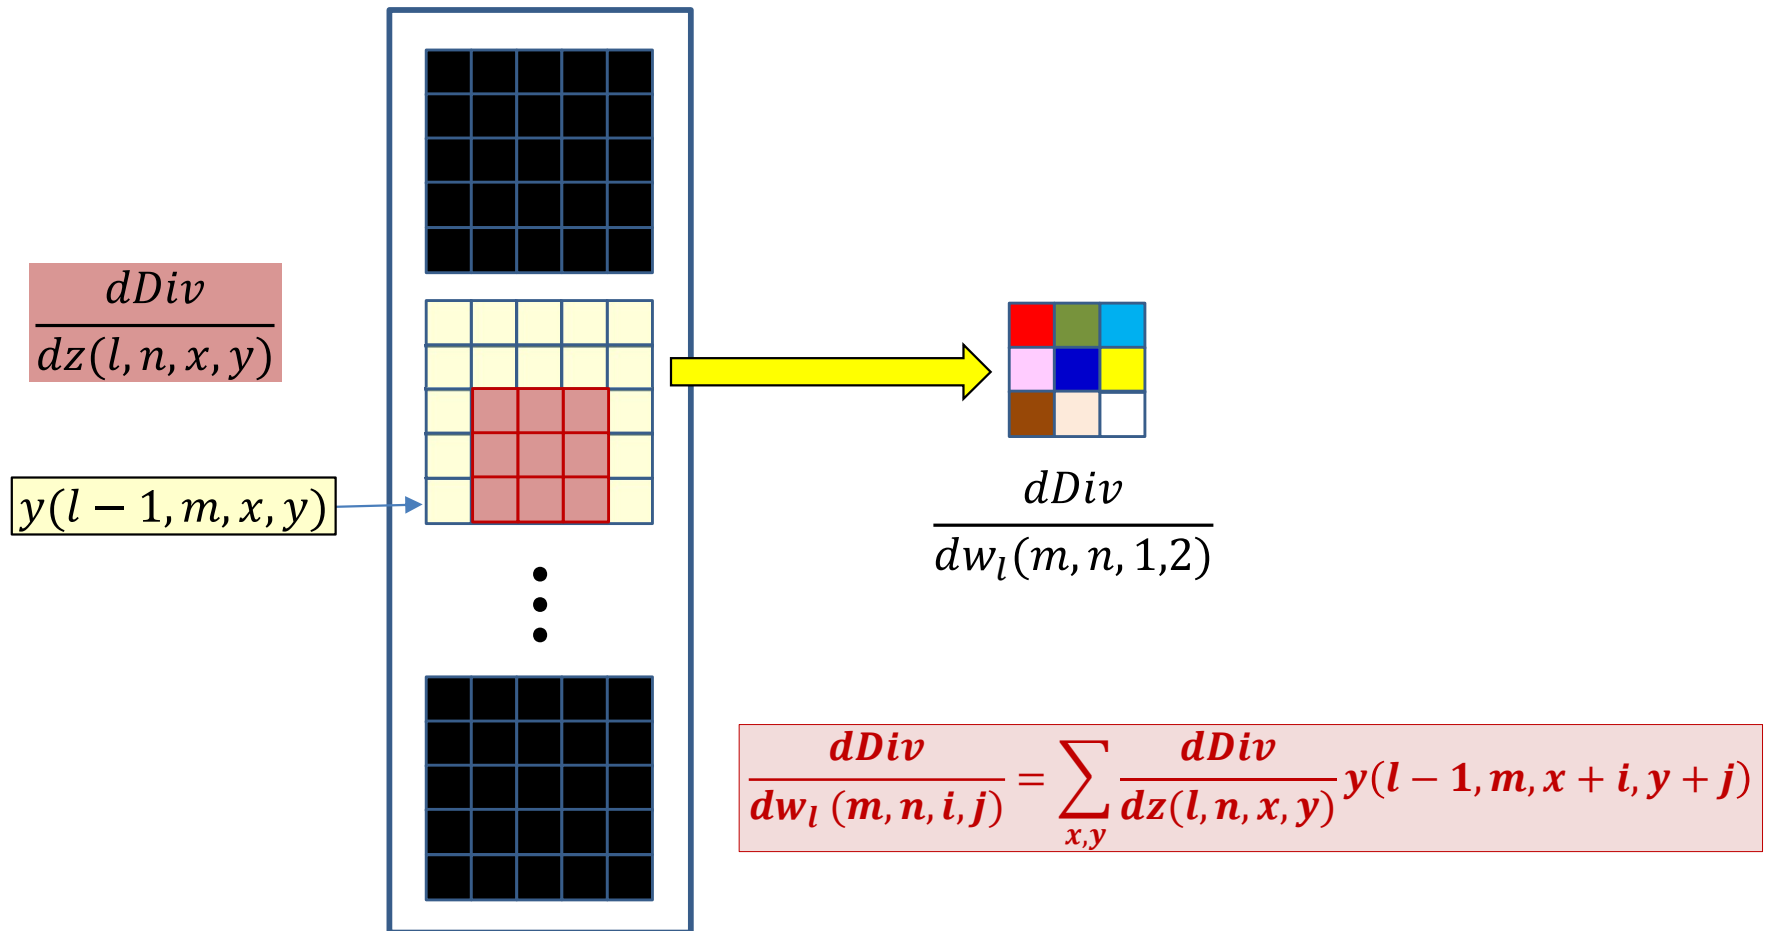 dDiv
dz(l, n, x, y)
y(l − 1, m, x, y)
dDiv
dw_l(m, n, 1,2)
dDiv / dw_l (m, n, i, j) = ∑_{x,y} dDiv / dz(l, n, x, y) y(l − 1, m, x + i, y + j)